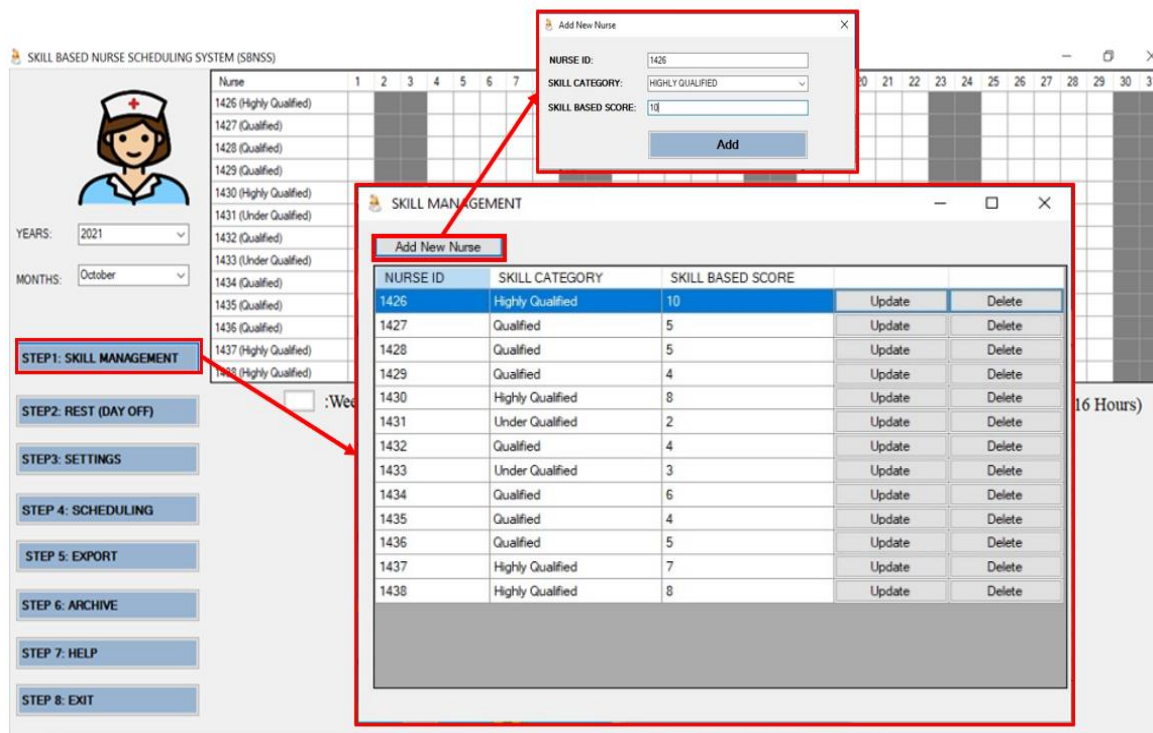 Add New Nurse
NURSE ID: 1426
SKILL CATEGORY: HIGHLY QUALIFIED
SKILL BASED SCORE: 10
Add
SKILL BASED NURSE SCHEDULING SYSTEM (SBNSS)
Nurse 1 2 3 4 5 6 7 20 21 22 23 24 25 26 27 28 29 30 3
1426 (Highly Qualified)
1427 (Qualified)
1428 (Qualified)
1429 (Qualified)
1430 (Highly Qualified)
1431 (Under Qualified)
1432 (Qualified)
1433 (Under Qualified)
1434 (Qualified)
1435 (Qualified)
1436 (Qualified)
1437 (Highly Qualified)
1438 (Highly Qualified)
YEARS: 2021
MONTHS: October
STEP1: SKILL MANAGEMENT
STEP2: REST (DAY OFF)
STEP3: SETTINGS
STEP 4: SCHEDULING
STEP 5: EXPORT
STEP 6: ARCHIVE
STEP 7: HELP
STEP 8: EXIT
:Wee
16 Hours)
SKILL MANAGEMENT
Add New Nurse
NURSE ID SKILL CATEGORY SKILL BASED SCORE
1426 Highly Qualified 10 Update Delete
1427 Qualified 5 Update Delete
1428 Qualified 5 Update Delete
1429 Qualified 4 Update Delete
1430 Highly Qualified 8 Update Delete
1431 Under Qualified 2 Update Delete
1432 Qualified 4 Update Delete
1433 Under Qualified 3 Update Delete
1434 Qualified 6 Update Delete
1435 Qualified 4 Update Delete
1436 Qualified 5 Update Delete
1437 Highly Qualified 7 Update Delete
1438 Highly Qualified 8 Update Delete